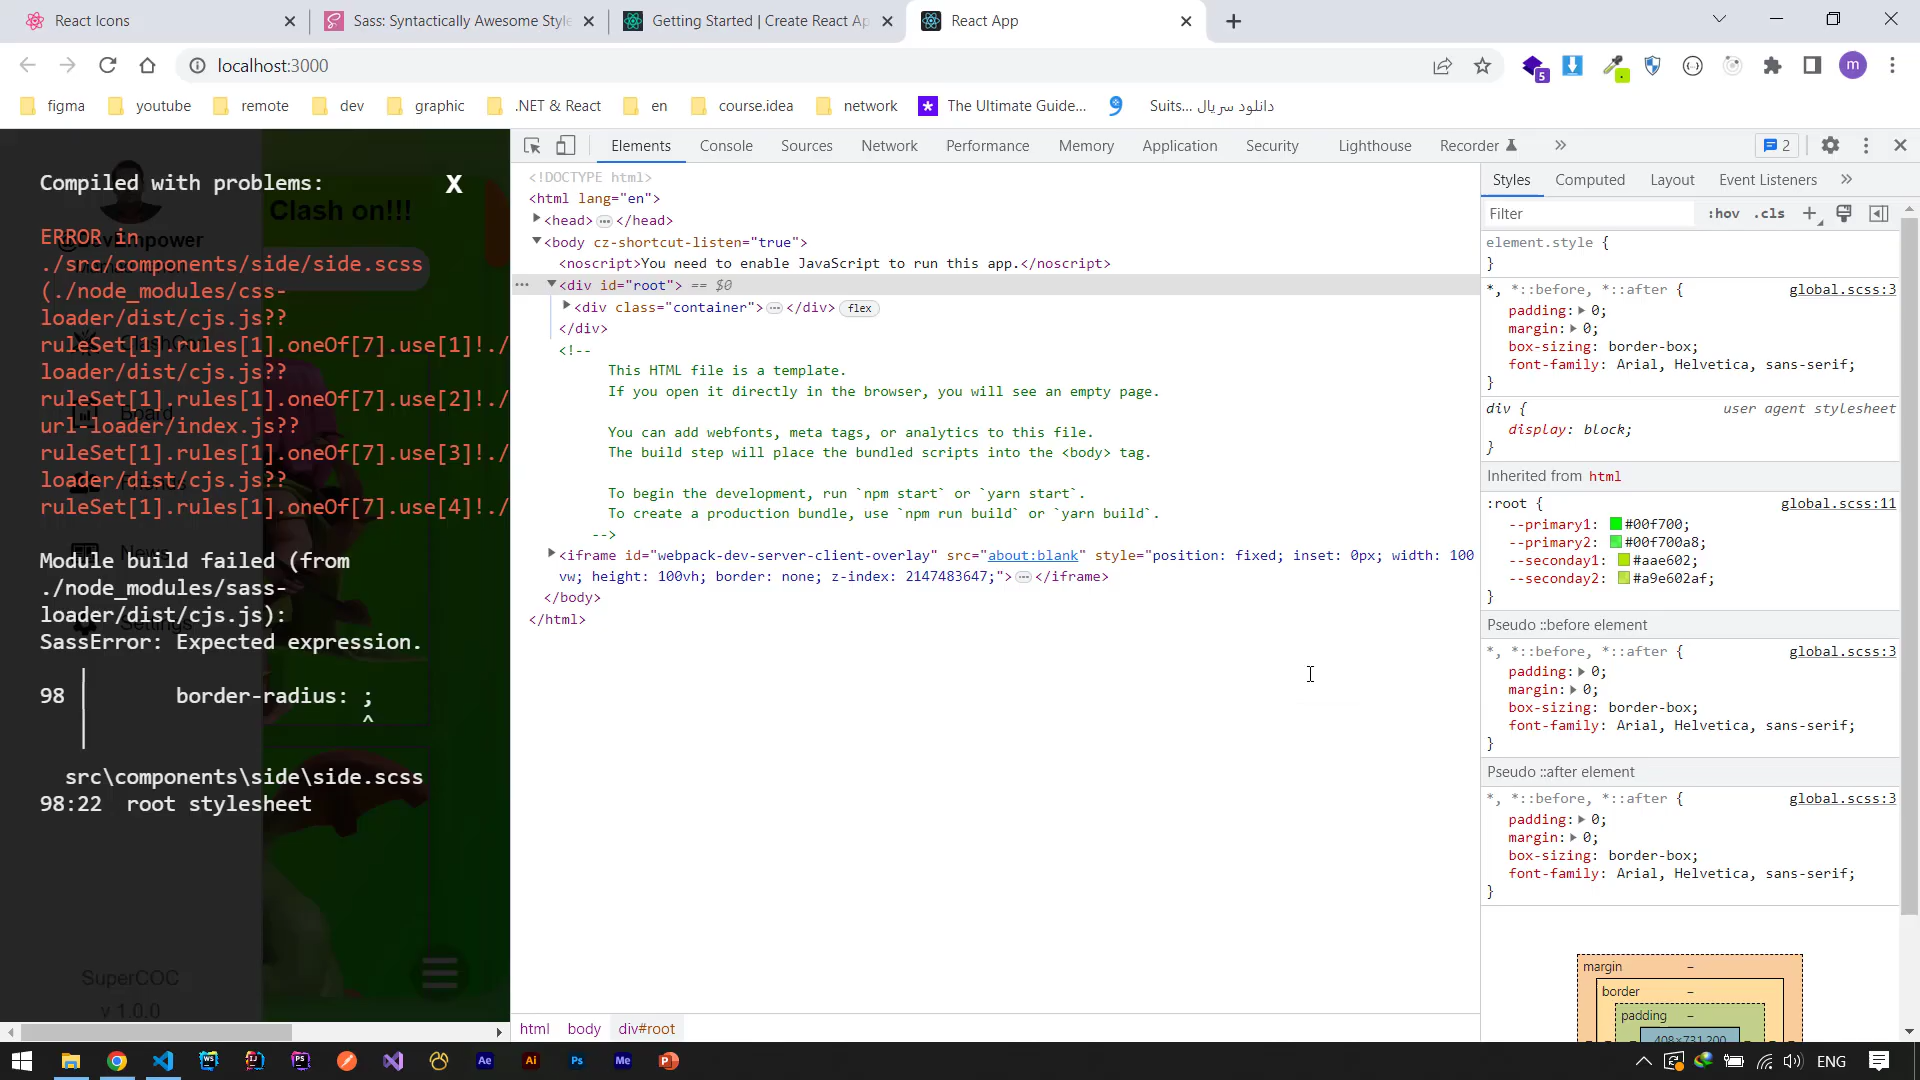 React Icons
Sass: Syntactically Awesome Style
Getting Started | Create React Ap
React App
localhost:3000
5
m
figma
youtube
remote
dev
graphic
.NET & React
en
course.idea
network
The Ultimate Guide...
دانلود سریال ...Suits
Compiled with problems:
X
Clash on!!!
ERROR in
./src/components/side/side.scss
(./node_modules/css-
loader/dist/cjs.js??
ruleSet[1].rules[1].oneOf[7].use[1]!./
loader/dist/cjs.js??
ruleSet[1].rules[1].oneOf[7].use[2]!./
url-loader/index.js??
ruleSet[1].rules[1].oneOf[7].use[3]!./
loader/dist/cjs.js??
ruleSet[1].rules[1].oneOf[7].use[4]!./
Board
News
Module build failed (from
./node_modules/sass-
loader/dist/cjs.js):
Settings
SassError: Expected expression.
98 │ border-radius: ;
^
src\components\side\side.scss
98:22 root stylesheet
SuperCOC
v 1.0.0
Elements
Console
Sources
Network
Performance
Memory
Application
Security
Lighthouse
Recorder
2
<!DOCTYPE html>
<html lang="en">
<head>…</head>
<body cz-shortcut-listen="true">
<noscript>You need to enable JavaScript to run this app.</noscript>
<div id="root"> == $0
<div class="container">…</div> flex
</div>
<!--
This HTML file is a template.
If you open it directly in the browser, you will see an empty page.
You can add webfonts, meta tags, or analytics to this file.
The build step will place the bundled scripts into the <body> tag.
To begin the development, run `npm start` or `yarn start`.
To create a production bundle, use `npm run build` or `yarn build`.
-->
<iframe id="webpack-dev-server-client-overlay" src="about:blank" style="position: fixed; inset: 0px; width: 100
vw; height: 100vh; border: none; z-index: 2147483647;">…</iframe>
</body>
</html>
html
body
div#root
Styles
Computed
Layout
Event Listeners
Filter
:hov
.cls
element.style {
}
*, *::before, *::after { global.scss:3
padding: 0;
margin: 0;
box-sizing: border-box;
font-family: Arial, Helvetica, sans-serif;
}
div { user agent stylesheet
display: block;
}
Inherited from html
:root { global.scss:11
--primary1: #00f700;
--primary2: #00f700a8;
--seconday1: #aae602;
--seconday2: #a9e602af;
}
Pseudo ::before element
*, *::before, *::after { global.scss:3
padding: 0;
margin: 0;
box-sizing: border-box;
font-family: Arial, Helvetica, sans-serif;
}
Pseudo ::after element
*, *::before, *::after { global.scss:3
padding: 0;
margin: 0;
box-sizing: border-box;
font-family: Arial, Helvetica, sans-serif;
}
margin –
border –
padding –
408×731.200
ENG